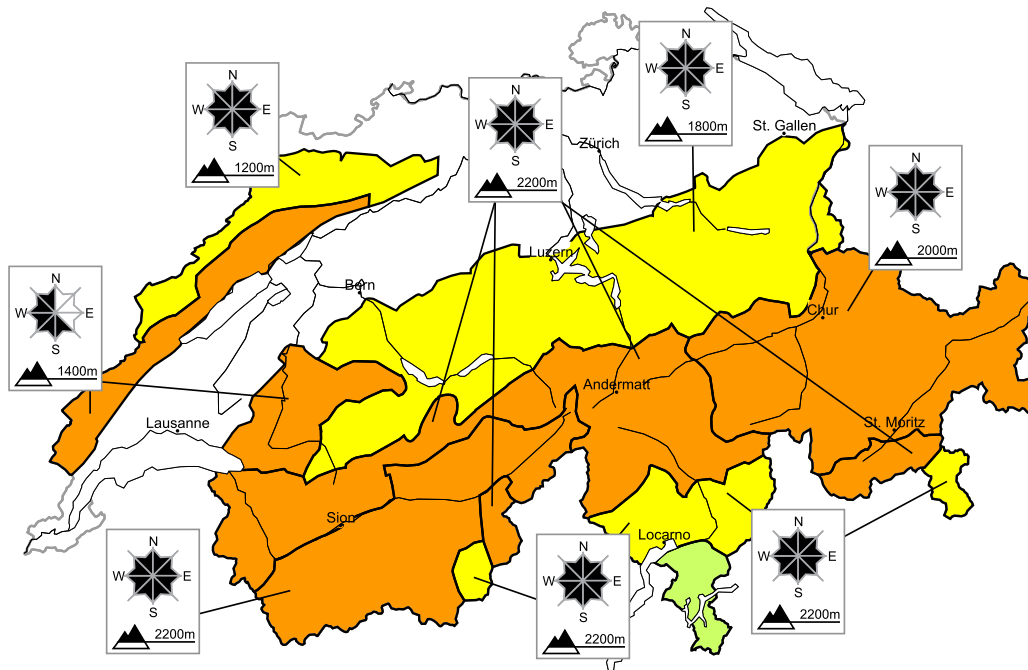 N
W E
S
1800m
St. Gallen
N
W E
S
1200m
N
W E
S
2200m
Zürich
N
W E
S
2000m
Luzern
Bern
N
W E
S
1400m
Chur
Andermatt
Lausanne
St. Moritz
Sion
Locarno
N
W E
S
2200m
N
W E
S
2200m
N
W E
S
2200m